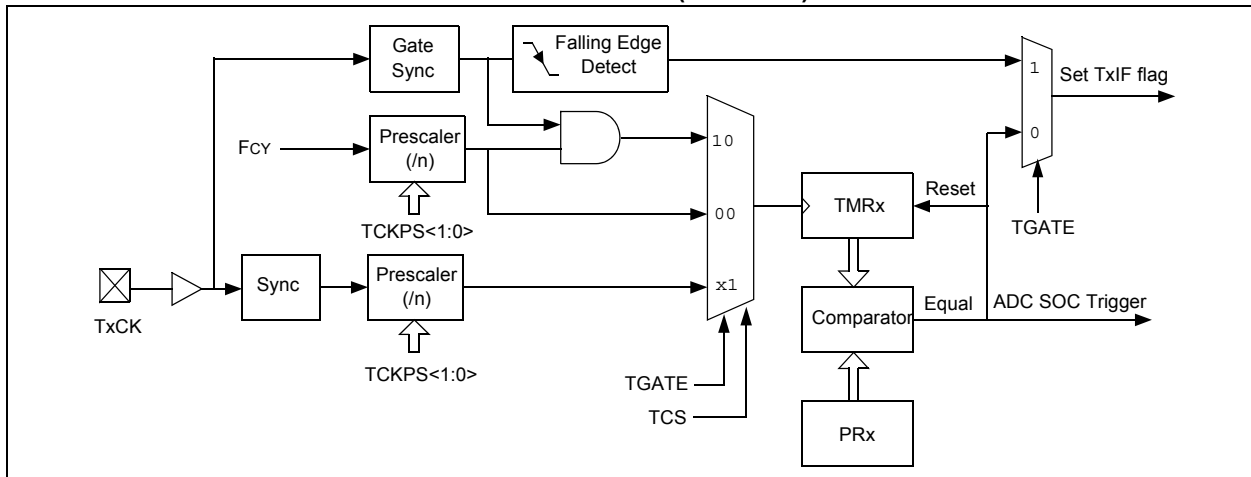 Gate
Sync
Falling Edge
Detect
1
Set TxIF flag
0
FCY
Prescaler
(/n)
10
TCKPS<1:0>
00
TMRx
Reset
TGATE
TxCK
Sync
Prescaler
(/n)
x1
Comparator
Equal
ADC SOC Trigger
TCKPS<1:0>
TGATE
TCS
PRx